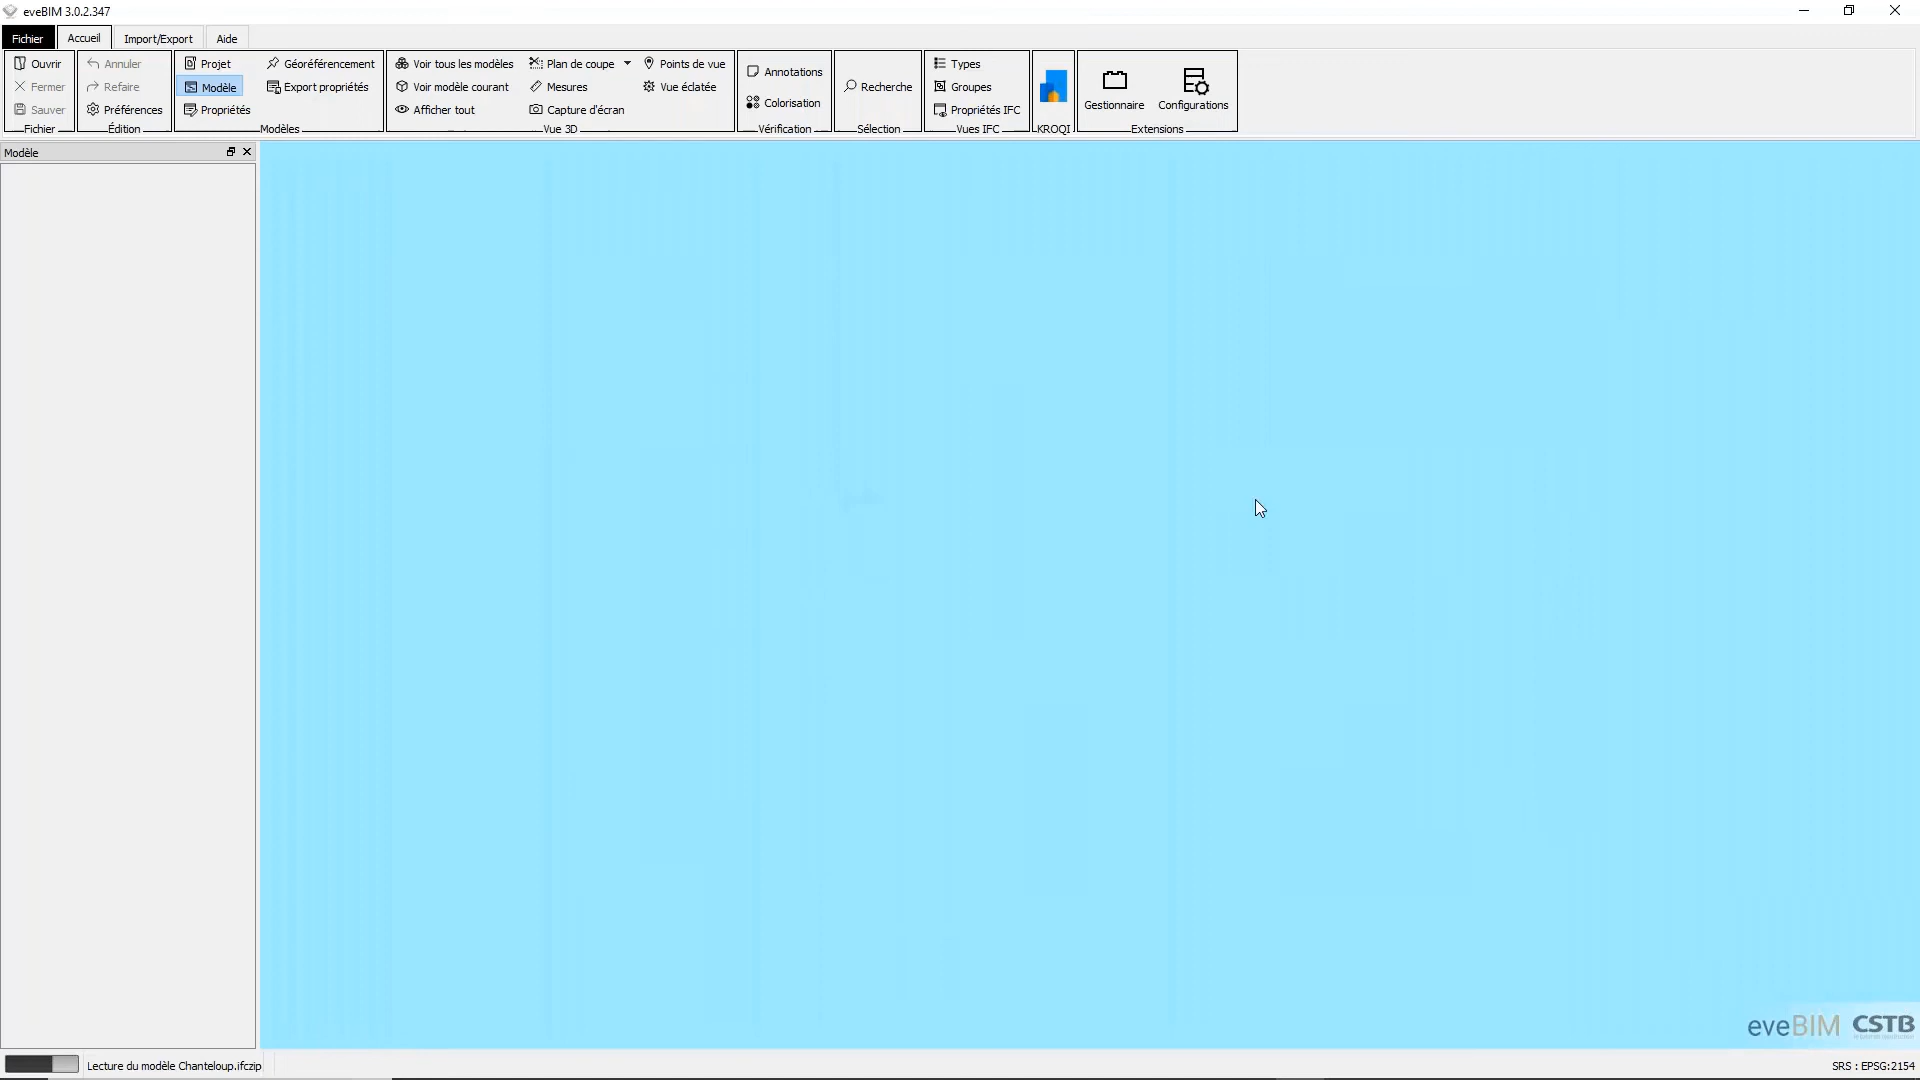 eveBIM 3.0.2.347
Fichier Accueil Import/Export Aide
Ouvrir
Fermer
Sauver
Fichier
Annuler
Refaire
Préférences
Édition
Projet
Modèle
Propriétés
Géoréférencement
Export propriétés
Modèles
Voir tous les modèles
Voir modèle courant
Afficher tout
Plan de coupe
Mesures
Capture d'écran
Points de vue
Vue éclatée
Vue 3D
Annotations
Colorisation
Vérification
Recherche
Sélection
Types
Groupes
Propriétés IFC
Vues IFC
KROQI
Gestionnaire
Configurations
Extensions
Modèle
eveBIM CSTB
Lecture du modèle Chanteloup.ifczip
SRS : EPSG:2154